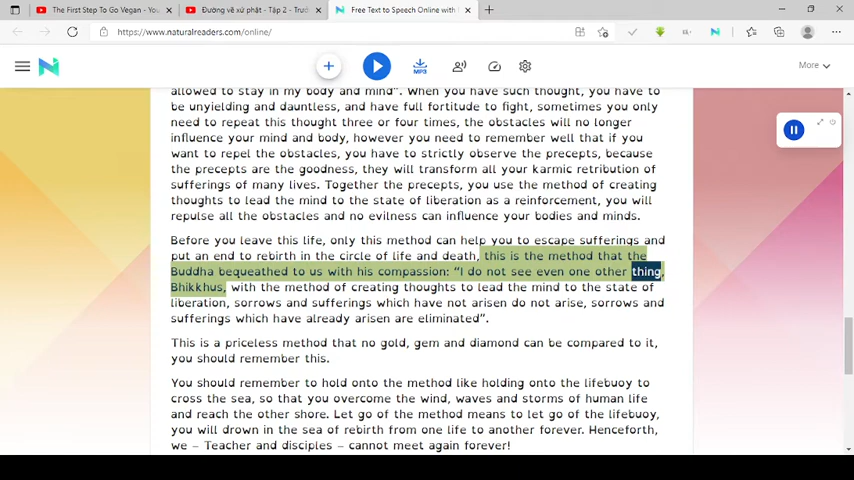 The First Step To Go Vegan - You
Đường về xứ phật - Tập 2 - Trưở
Free Text to Speech Online with
https://www.naturalreaders.com/online/
MP3
More
allowed to stay in my body and mind”. When you have such thought, you have to
be unyielding and dauntless, and have full fortitude to fight, sometimes you only
need to repeat this thought three or four times, the obstacles will no longer
influence your mind and body, however you need to remember well that if you
want to repel the obstacles, you have to strictly observe the precepts, because
the precepts are the goodness, they will transform all your karmic retribution of
sufferings of many lives. Together the precepts, you use the method of creating
thoughts to lead the mind to the state of liberation as a reinforcement, you will
repulse all the obstacles and no evilness can influence your bodies and minds.
Before you leave this life, only this method can help you to escape sufferings and
put an end to rebirth in the circle of life and death, this is the method that the
Buddha bequeathed to us with his compassion: “I do not see even one other thing,
Bhikkhus, with the method of creating thoughts to lead the mind to the state of
liberation, sorrows and sufferings which have not arisen do not arise, sorrows and
sufferings which have already arisen are eliminated”.
This is a priceless method that no gold, gem and diamond can be compared to it,
you should remember this.
You should remember to hold onto the method like holding onto the lifebuoy to
cross the sea, so that you overcome the wind, waves and storms of human life
and reach the other shore. Let go of the method means to let go of the lifebuoy,
you will drown in the sea of rebirth from one life to another forever. Henceforth,
we – Teacher and disciples – cannot meet again forever!